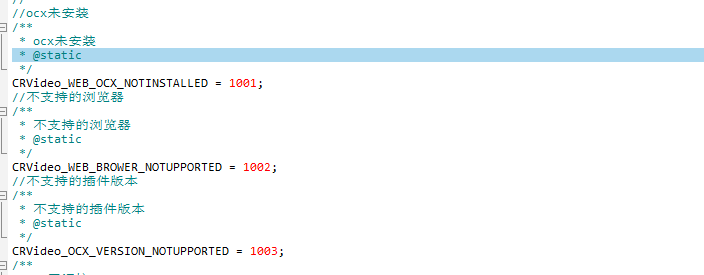 //
//ocx未安装
/**
 * ocx未安装
 * @static
 */
CRVideo_WEB_OCX_NOTINSTALLED = 1001;
//不支持的浏览器
/**
 * 不支持的浏览器
 * @static
 */
CRVideo_WEB_BROWER_NOTUPPORTED = 1002;
//不支持的插件版本
/**
 * 不支持的插件版本
 * @static
 */
CRVideo_OCX_VERSION_NOTUPPORTED = 1003;
/**